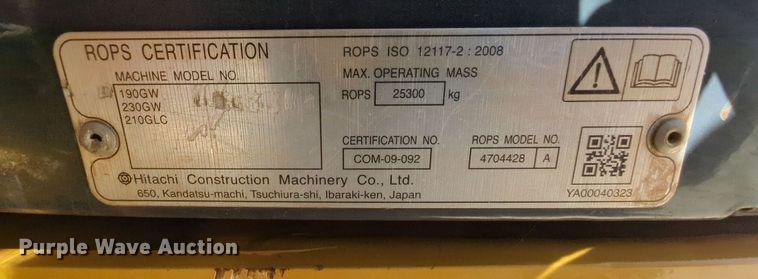 ROPS CERTIFICATION
ROPS ISO 12117-2 : 2008
MACHINE MODEL NO.
MAX. OPERATING MASS
190GW
230GW
210GLC
ROPS 25300 kg
CERTIFICATION NO.
ROPS MODEL NO.
COM-09-092
4704428 A
Hitachi Construction Machinery Co., Ltd.
650, Kandatsu-machi, Tsuchiura-shi, Ibaraki-ken, Japan
YA00040323
Purple Wave Auction